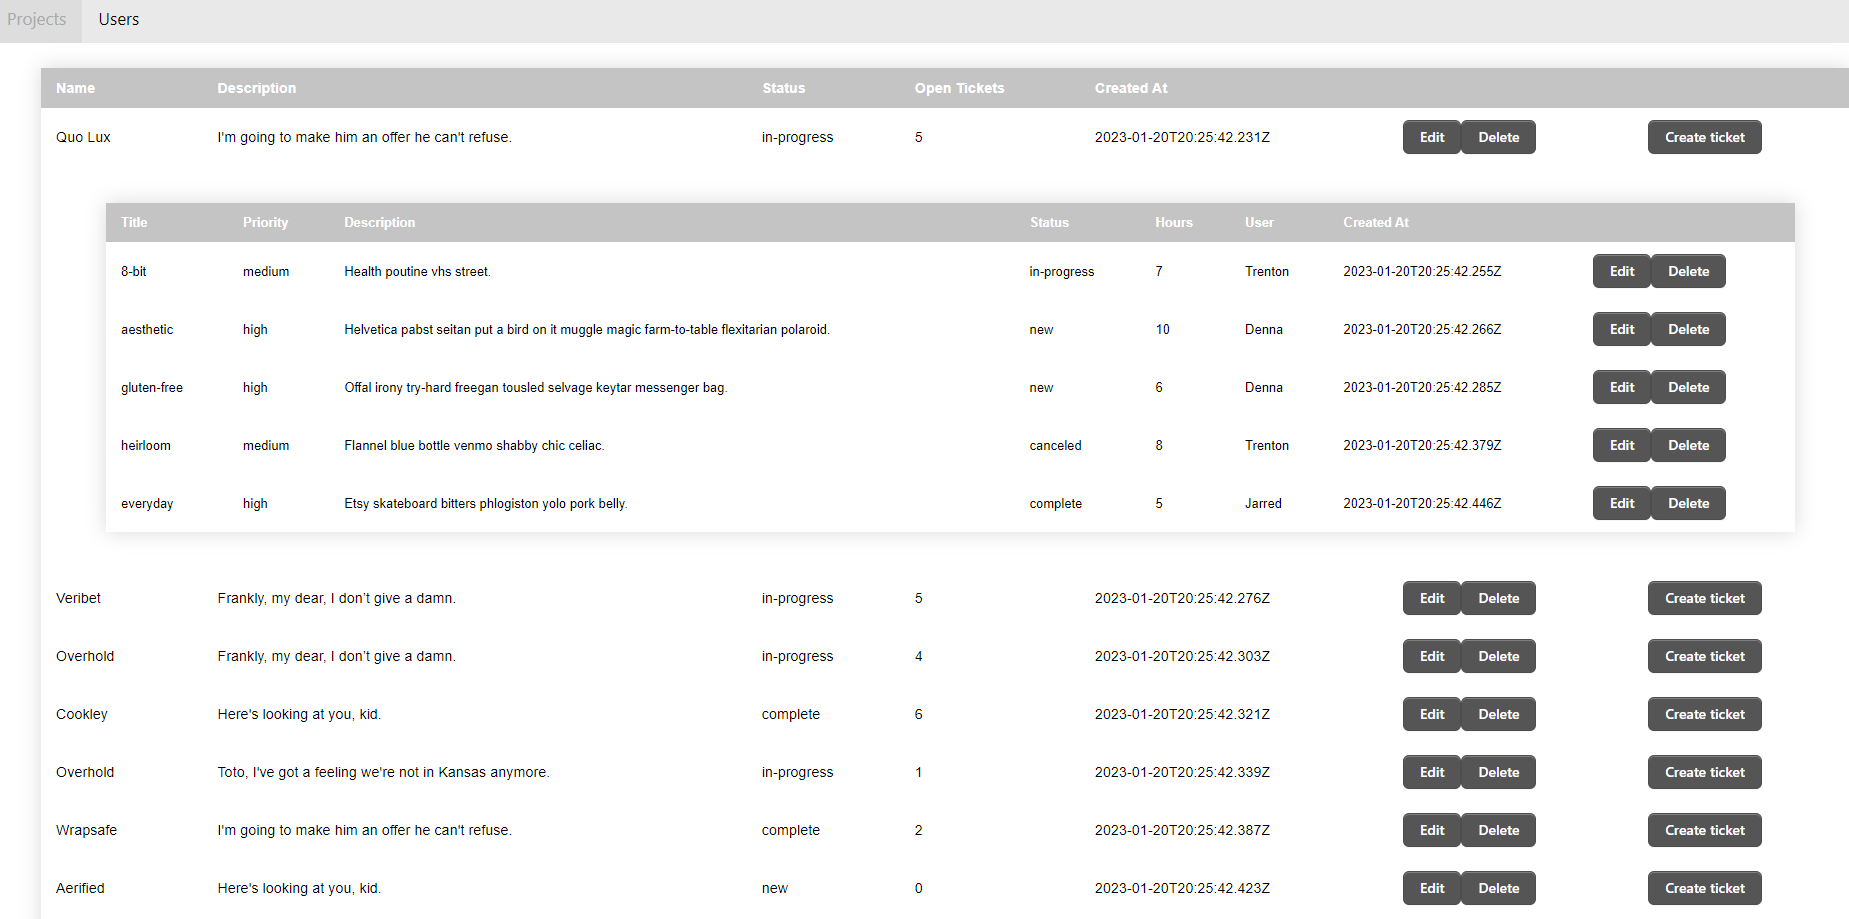 Projects Users
Name Description Status Open Tickets Created At
Quo Lux I'm going to make him an offer he can't refuse. in-progress 5 2023-01-20T20:25:42.231Z Edit Delete Create ticket
Title Priority Description Status Hours User Created At
8-bit medium Health poutine vhs street. in-progress 7 Trenton 2023-01-20T20:25:42.255Z Edit Delete
aesthetic high Helvetica pabst seitan put a bird on it muggle magic farm-to-table flexitarian polaroid. new 10 Denna 2023-01-20T20:25:42.266Z Edit Delete
gluten-free high Offal irony try-hard freegan tousled selvage keytar messenger bag. new 6 Denna 2023-01-20T20:25:42.285Z Edit Delete
heirloom medium Flannel blue bottle venmo shabby chic celiac. canceled 8 Trenton 2023-01-20T20:25:42.379Z Edit Delete
everyday high Etsy skateboard bitters phlogiston yolo pork belly. complete 5 Jarred 2023-01-20T20:25:42.446Z Edit Delete
Veribet Frankly, my dear, I don’t give a damn. in-progress 5 2023-01-20T20:25:42.276Z Edit Delete Create ticket
Overhold Frankly, my dear, I don’t give a damn. in-progress 4 2023-01-20T20:25:42.303Z Edit Delete Create ticket
Cookley Here's looking at you, kid. complete 6 2023-01-20T20:25:42.321Z Edit Delete Create ticket
Overhold Toto, I've got a feeling we're not in Kansas anymore. in-progress 1 2023-01-20T20:25:42.339Z Edit Delete Create ticket
Wrapsafe I'm going to make him an offer he can't refuse. complete 2 2023-01-20T20:25:42.387Z Edit Delete Create ticket
Aerified Here's looking at you, kid. new 0 2023-01-20T20:25:42.423Z Edit Delete Create ticket